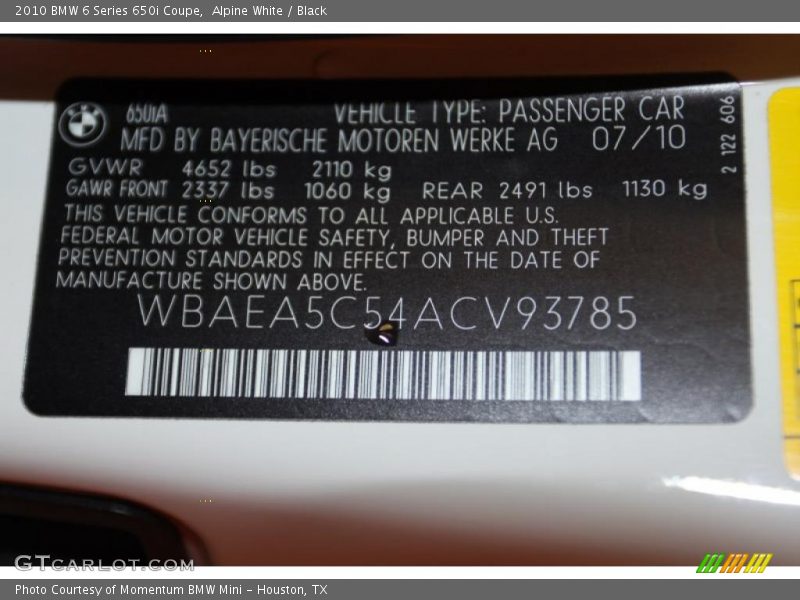 2010 BMW 6 Series 650i Coupe,  Alpine White / Black
650iA
VEHICLE TYPE: PASSENGER CAR
MFD BY BAYERISCHE MOTOREN WERKE AG 07/10
GVWR 4652 lbs 2110 kg
GAWR FRONT 2337 lbs 1060 kg REAR 2491 lbs 1130 kg
THIS VEHICLE CONFORMS TO ALL APPLICABLE U.S.
FEDERAL MOTOR VEHICLE SAFETY, BUMPER AND THEFT
PREVENTION STANDARDS IN EFFECT ON THE DATE OF
MANUFACTURE SHOWN ABOVE.
WBAEA5C54ACV93785
2 122 606
GTCARLOT.COM
Photo Courtesy of Momentum BMW Mini - Houston, TX